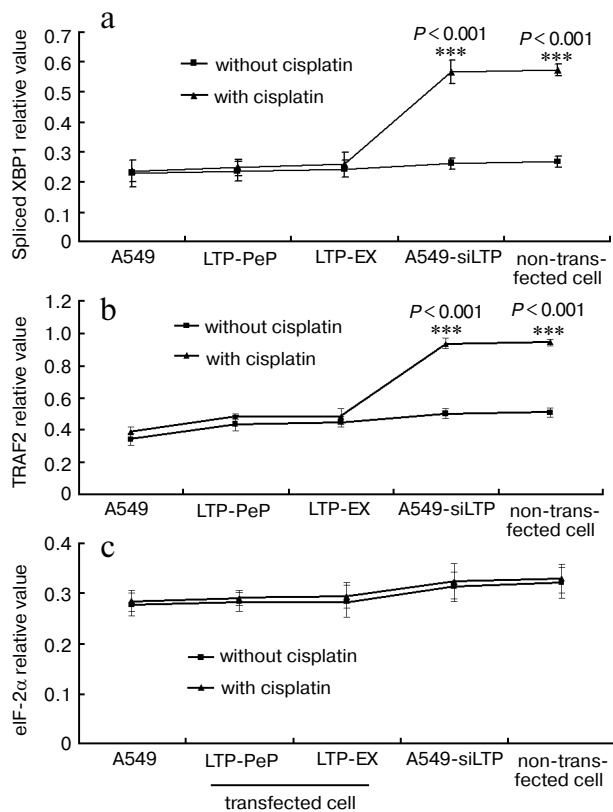 a
Spliced XBP1 relative value
0.7
0.6
0.5
0.4
0.3
0.2
0.1
0
without cisplatin
with cisplatin
P < 0.001
***
P < 0.001
***
A549
LTP-PeP
LTP-EX
A549-siLTP
non-trans-
fected cell
b
TRAF2 relative value
1.2
1.0
0.8
0.6
0.4
0.2
0
without cisplatin
with cisplatin
P < 0.001
***
P < 0.001
***
A549
LTP-PeP
LTP-EX
A549-siLTP
non-trans-
fected cell
c
eIF-2α relative value
0.4
0.3
0.2
0.1
0
without cisplatin
with cisplatin
A549
LTP-PeP
LTP-EX
A549-siLTP
non-trans-
fected cell
transfected cell